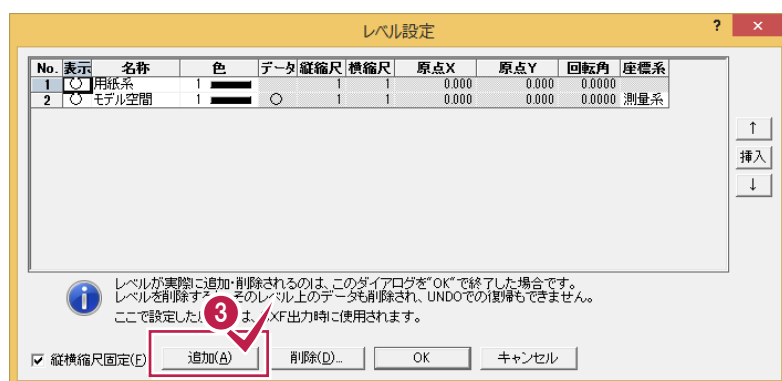 レベル設定
? ×
No. 表示 名称 色 データ 縦縮尺 横縮尺 原点X 原点Y 回転角 座標系
1 ○ 用紙系 1 1 1 0.000 0.000 0.0000
2 ○ モデル空間 1 ○ 1 1 0.000 0.000 0.0000 測量系
↑
挿入
↓
レベルが実際に追加・削除されるのは、このダイアログを"OK"で終了した場合です。
レベルを削除する そのレベル上のデータも削除され、UNDOでの復帰もできません。
ここで設定した は、 XF出力時に使用されます。
3
縦横縮尺固定(F) 追加(A) 削除(D)... OK キャンセル